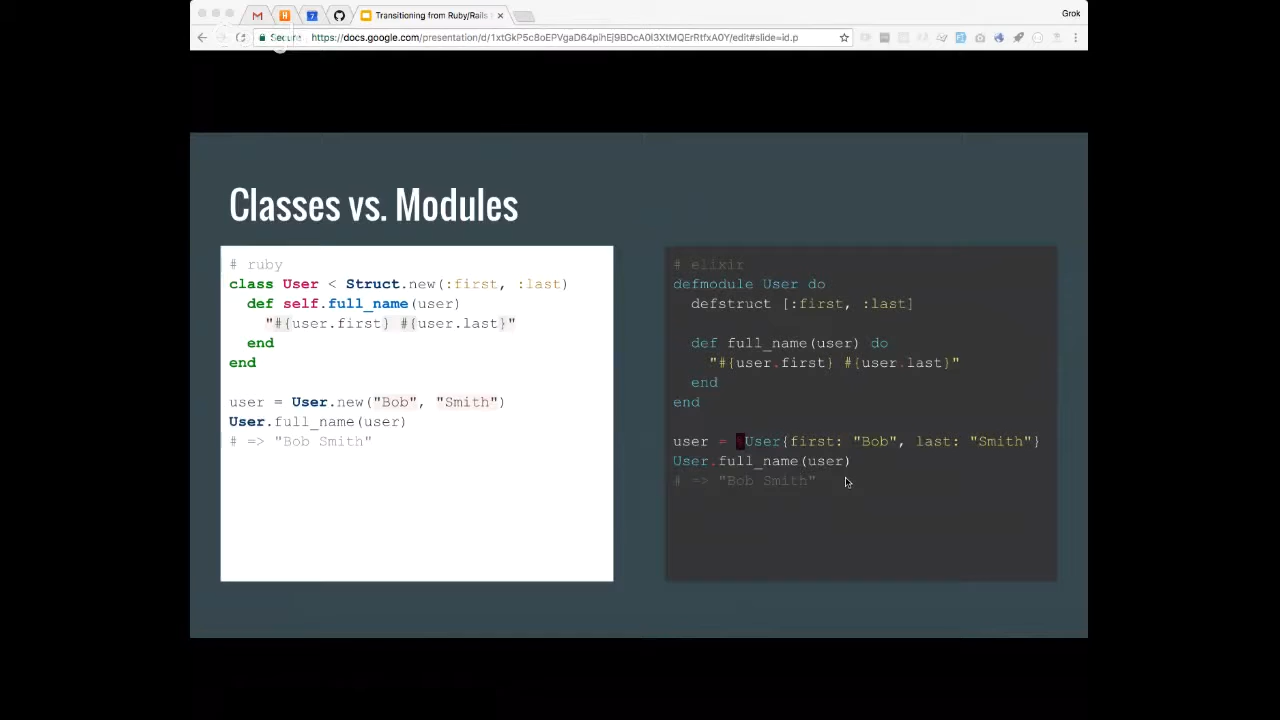 Transitioning from Ruby/Rails
Grok
Secure
https://docs.google.com/presentation/d/1xtGkP5c8oEPVgaD64pihEj9BDcA0l3XtMQErRtfxA0Y/edit#slide=id.p
Classes vs. Modules
# ruby
class User < Struct.new(:first, :last)
def self.full_name(user)
"#{user.first} #{user.last}"
end
end
user = User.new("Bob", "Smith")
User.full_name(user)
# => "Bob Smith"
# elixir
defmodule User do
defstruct [:first, :last]
def full_name(user) do
"#{user.first} #{user.last}"
end
end
user = User{first: "Bob", last: "Smith"}
User.full_name(user)
# => "Bob Smith"